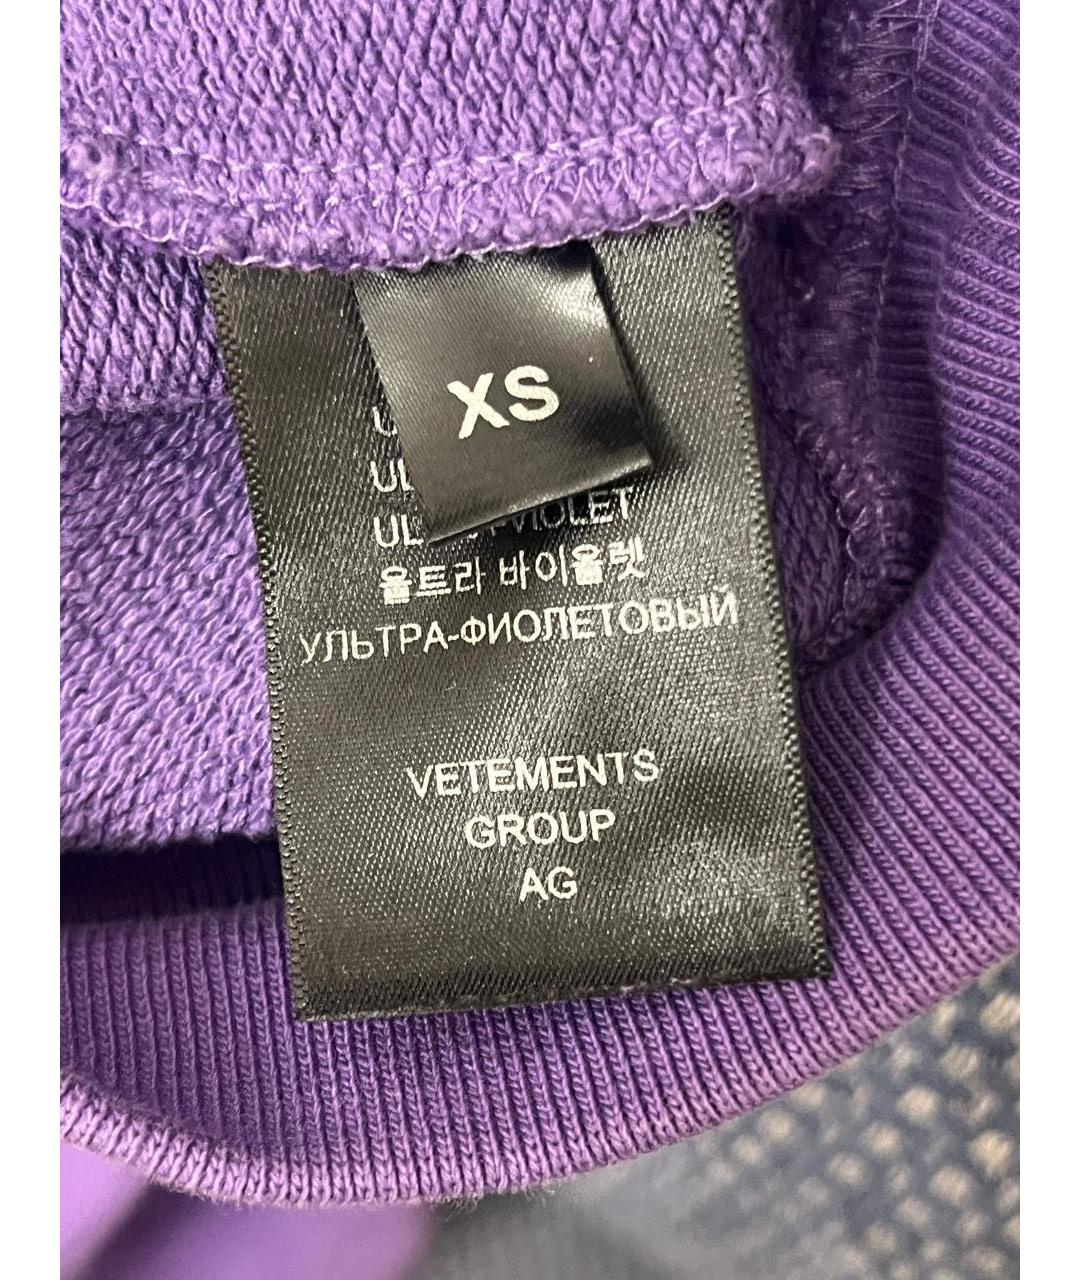 XS
울트라 바이올렛
УЛЬТРА-ФИОЛЕТОВЫЙ
VETEMENTS
GROUP
AG